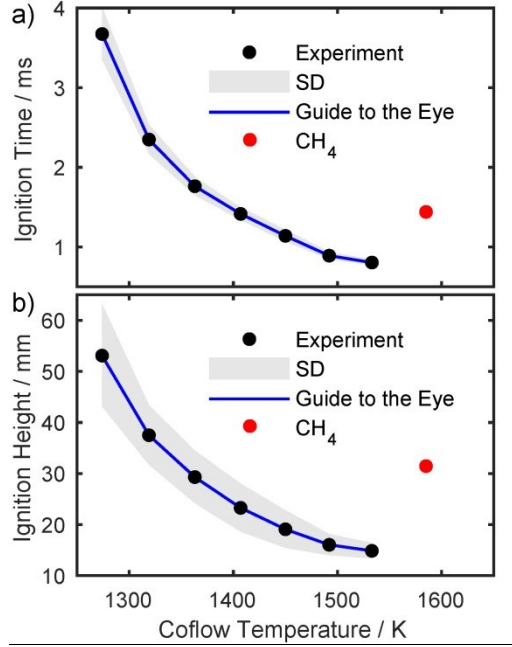 a)
4
3
2
1
Ignition Time / ms
Experiment
SD
Guide to the Eye
CH₄
b)
60
50
40
30
20
10
Ignition Height / mm
Experiment
SD
Guide to the Eye
CH₄
1300 1400 1500 1600
Coflow Temperature / K